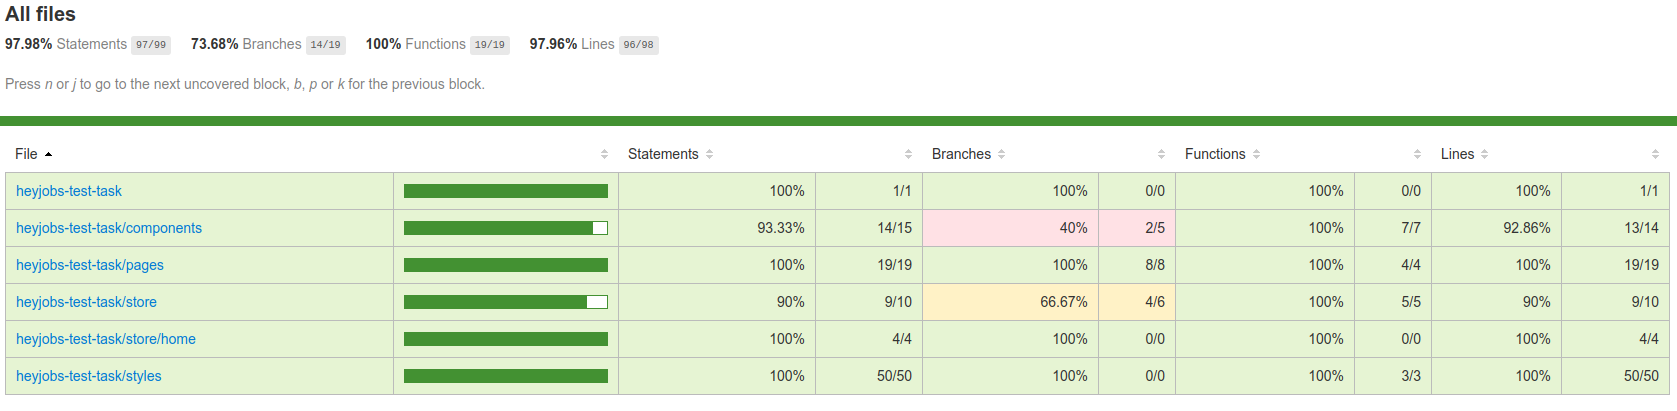 All files
97.98% Statements 97/99 73.68% Branches 14/19 100% Functions 19/19 97.96% Lines 96/98
Press n or j to go to the next uncovered block, b, p or k for the previous block.
File Statements Branches Functions Lines
heyjobs-test-task 100% 1/1 100% 0/0 100% 0/0 100% 1/1
heyjobs-test-task/components 93.33% 14/15 40% 2/5 100% 7/7 92.86% 13/14
heyjobs-test-task/pages 100% 19/19 100% 8/8 100% 4/4 100% 19/19
heyjobs-test-task/store 90% 9/10 66.67% 4/6 100% 5/5 90% 9/10
heyjobs-test-task/store/home 100% 4/4 100% 0/0 100% 0/0 100% 4/4
heyjobs-test-task/styles 100% 50/50 100% 0/0 100% 3/3 100% 50/50